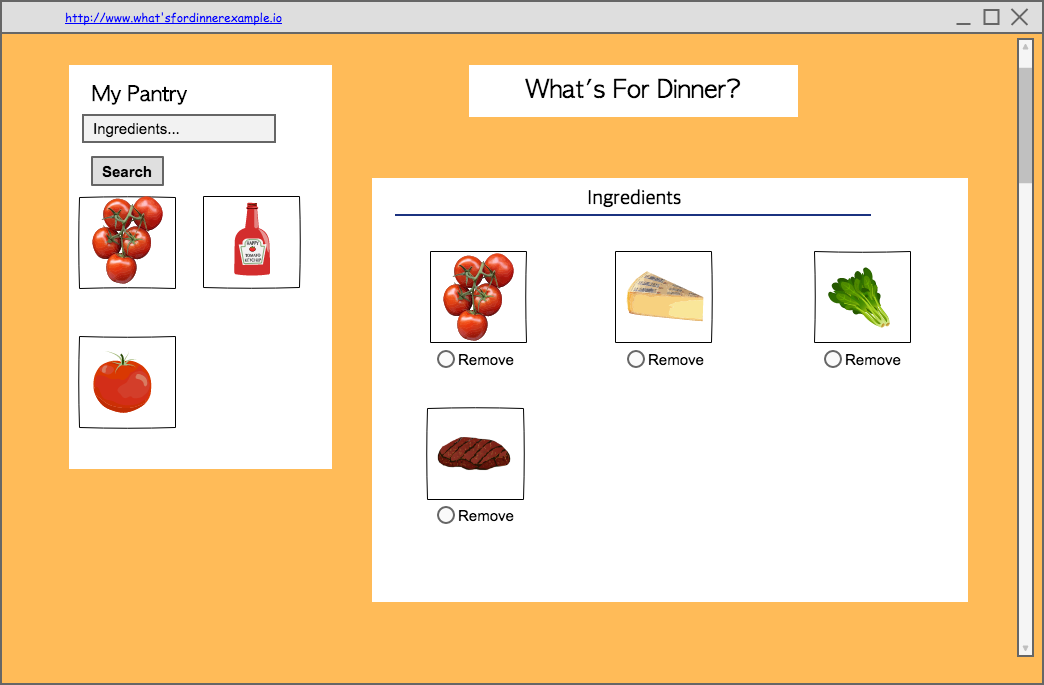 http://www.what'sfordinnerexample.io
My Pantry
Ingredients...
Search
HAPPY
TOMATO
KETCHUP
What's For Dinner?
Ingredients
Remove
Remove
Remove
Remove